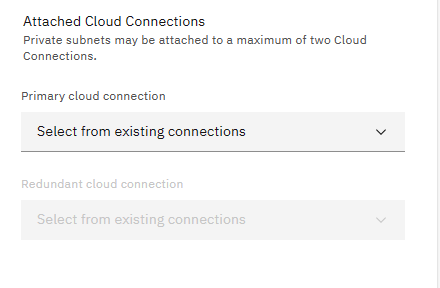 Attached Cloud Connections
Private subnets may be attached to a maximum of two Cloud
Connections.
Primary cloud connection
Select from existing connections
Redundant cloud connection
Select from existing connections